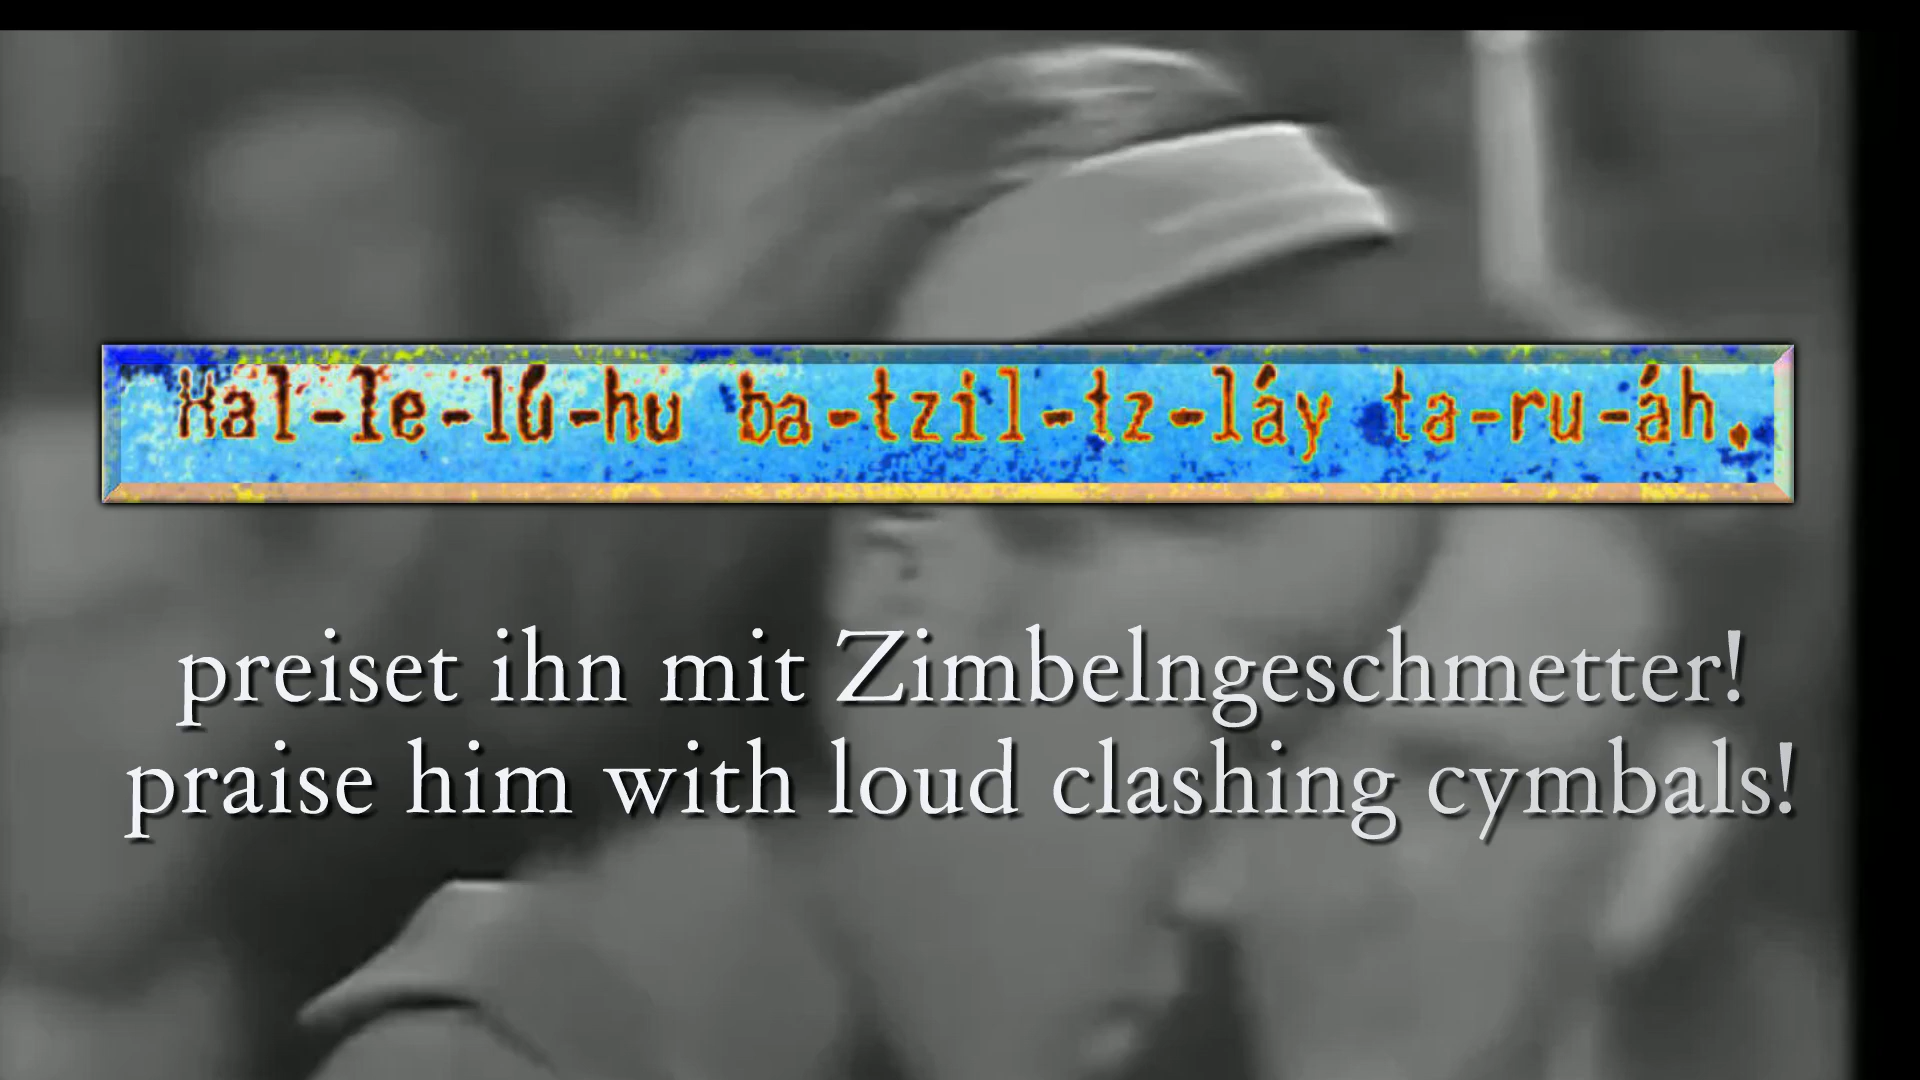 Hal-le-lú-hu ba-tzil-tz-láy ta-ru-áh.
preiset ihn mit Zimbelngeschmetter!
praise him with loud clashing cymbals!